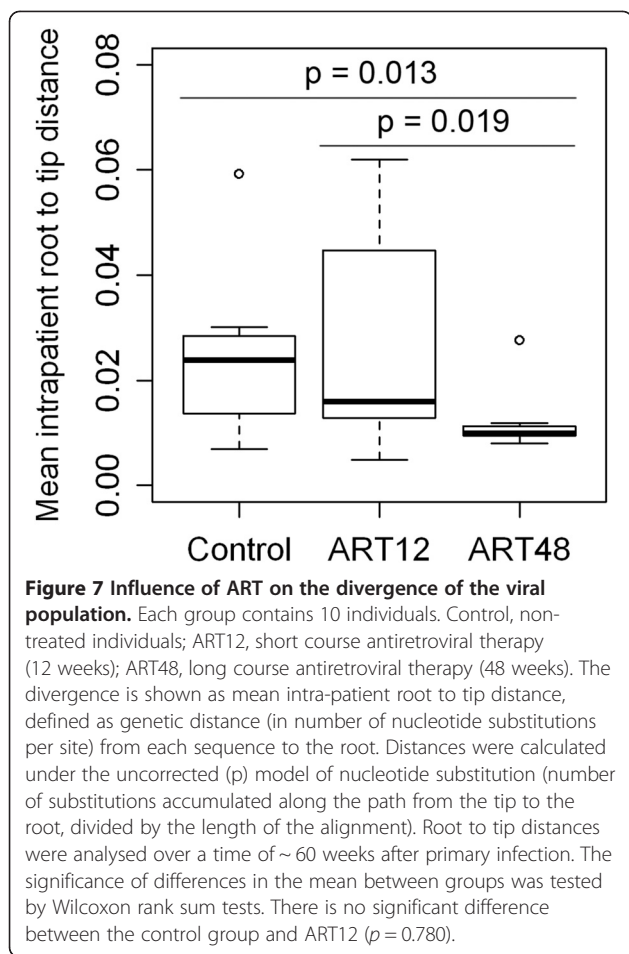 Mean intrapatient root to tip distance
0.08
0.06
0.04
0.02
0.00
p = 0.013
p = 0.019
Control ART12 ART48
Figure 7 Influence of ART on the divergence of the viral
population. Each group contains 10 individuals. Control, non-
treated individuals; ART12, short course antiretroviral therapy
(12 weeks); ART48, long course antiretroviral therapy (48 weeks). The
divergence is shown as mean intra-patient root to tip distance,
defined as genetic distance (in number of nucleotide substitutions
per site) from each sequence to the root. Distances were calculated
under the uncorrected (p) model of nucleotide substitution (number
of substitutions accumulated along the path from the tip to the
root, divided by the length of the alignment). Root to tip distances
were analysed over a time of ~ 60 weeks after primary infection. The
significance of differences in the mean between groups was tested
by Wilcoxon rank sum tests. There is no significant difference
between the control group and ART12 (p = 0.780).